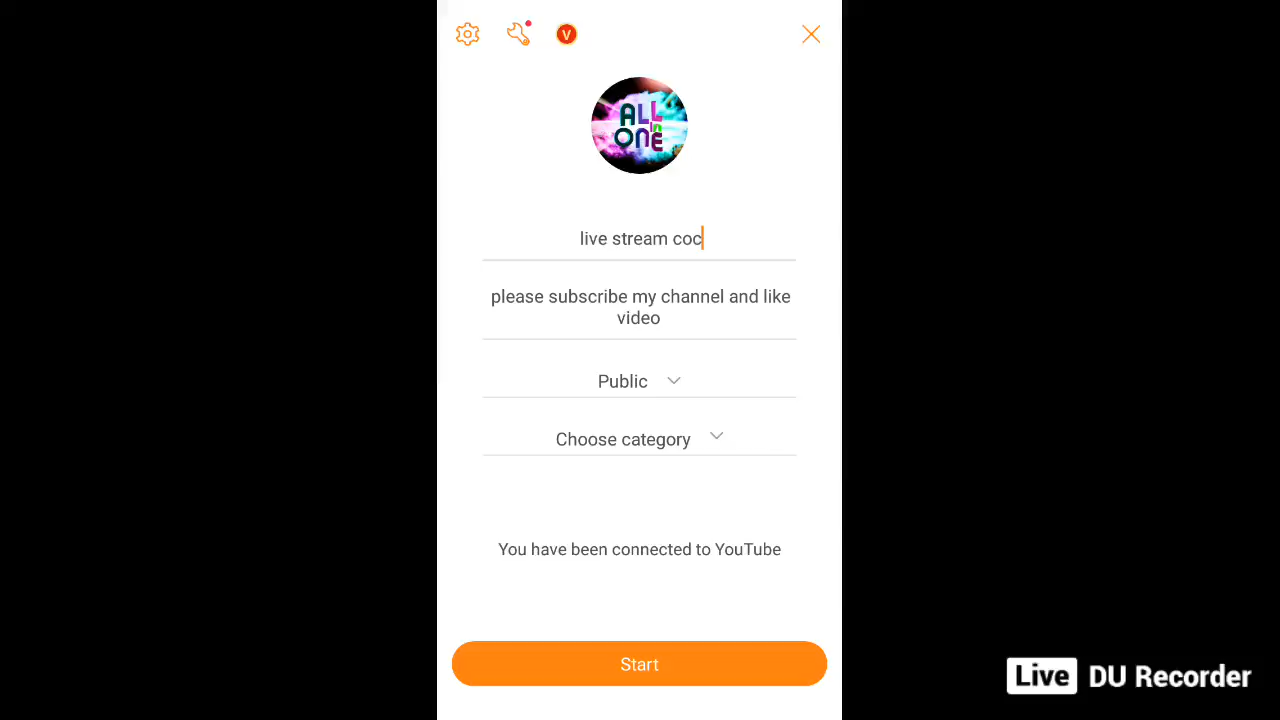 V
ALL
in
ONE
live stream coc
please subscribe my channel and like
video
Public
Choose category
You have been connected to YouTube
Start
Live DU Recorder